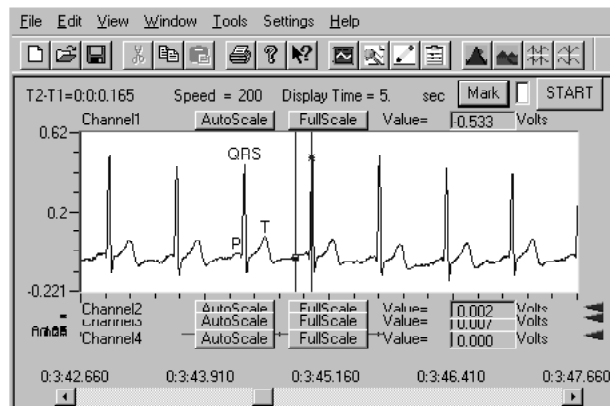 File Edit View Window Tools Settings Help
T2-T1=0:0:0.165 Speed = 200 Display Time = 5. sec Mark START
Channel1 AutoScale FullScale Value= 0.533 Volts
0.62
QRS
0.2
P T
-0.221
Channel2 AutoScale FullScale Value= 0.002 Volts
AutoScale FullScale Value= 0.007 Volts
Channel4 AutoScale FullScale Value= 0.000 Volts
0:3:42.660 0:3:43.910 0:3:45.160 0:3:46.410 0:3:47.660